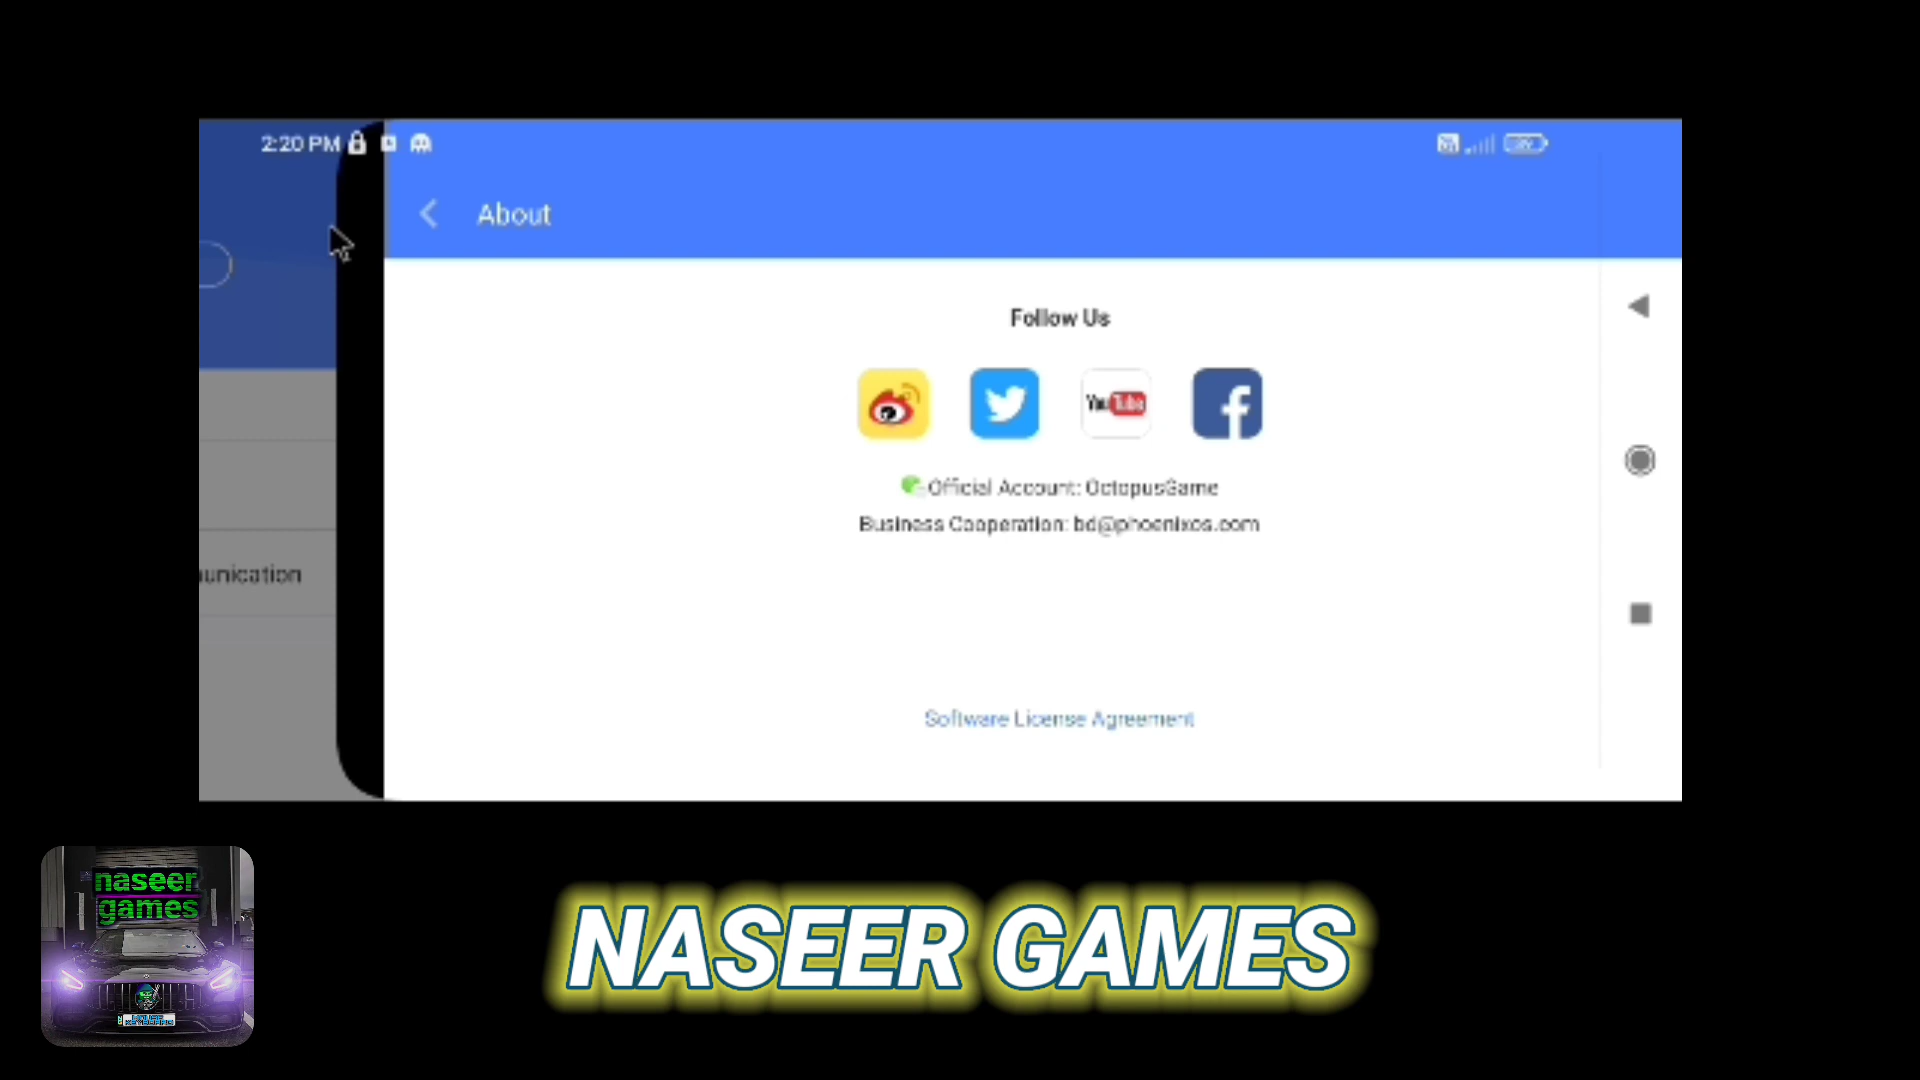 2:20 PM
About
Follow Us
You Tube
Official Account: OctopusGame
Business Cooperation: bd@phoenixos.com
unication
Software License Agreement
naseer
games
NASEER GAMES